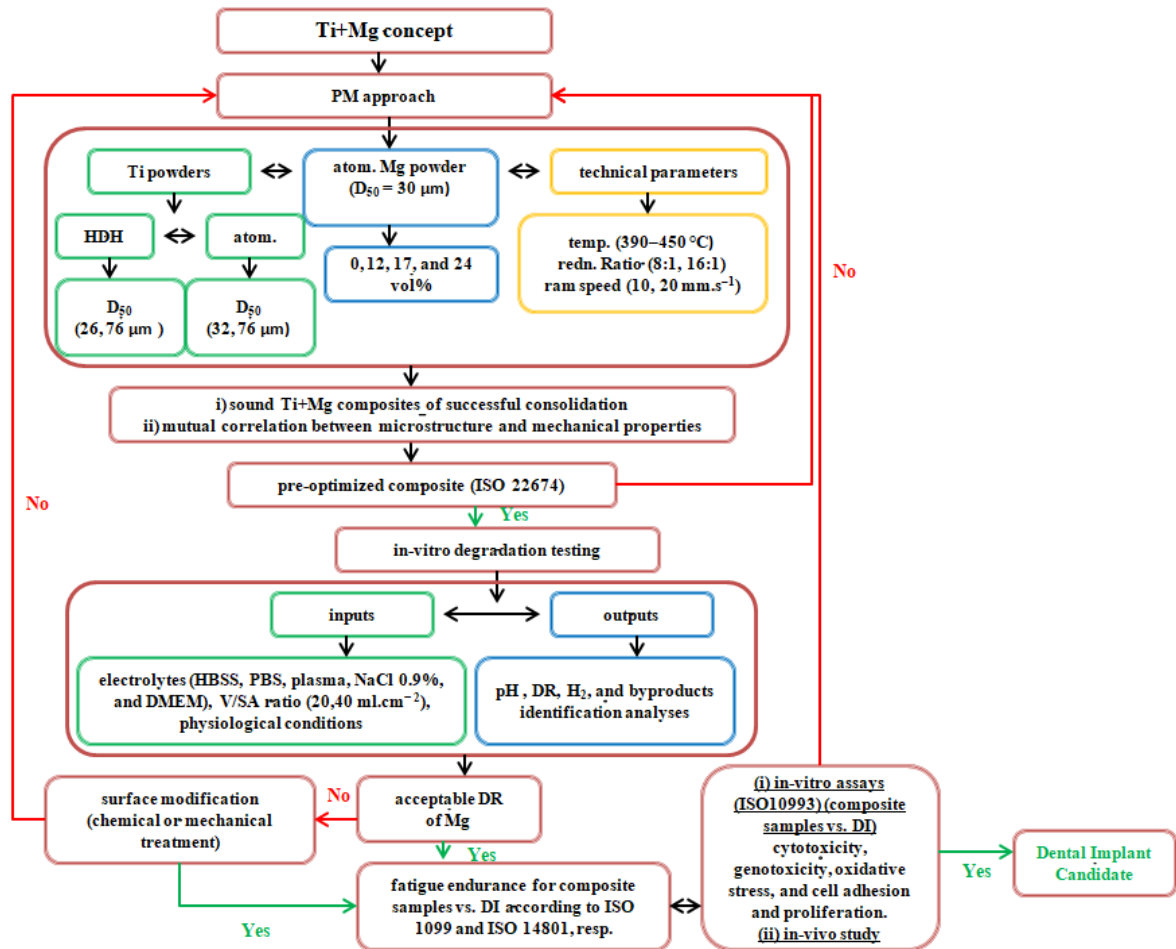 Ti+Mg concept
PM approach
Ti powders
atom. Mg powder
(D50 = 30 μm)
technical parameters
HDH
atom.
0, 12, 17, and 24
vol%
temp. (390–450 °C)
redn. Ratio (8:1, 16:1)
ram speed (10, 20 mm.s⁻¹)
D50
(26, 76 μm )
D50
(32, 76 μm)
No
i) sound Ti+Mg composites of successful consolidation
ii) mutual correlation between microstructure and mechanical properties
pre-optimized composite (ISO 22674)
No
Yes
in-vitro degradation testing
inputs
outputs
electrolytes (HBSS, PBS, plasma, NaCl 0.9%,
and DMEM), V/SA ratio (20,40 ml.cm⁻²),
physiological conditions
pH , DR, H2, and byproducts
identification analyses
surface modification
(chemical or mechanical
treatment)
No
acceptable DR
of Mg
Yes
Yes
fatigue endurance for composite
samples vs. DI according to ISO
1099 and ISO 14801, resp.
(i) in-vitro assays
(ISO10993) (composite
samples vs. DI)
cytotoxicity,
genotoxicity, oxidative
stress, and cell adhesion
and proliferation.
(ii) in-vivo study
Yes
Dental Implant
Candidate